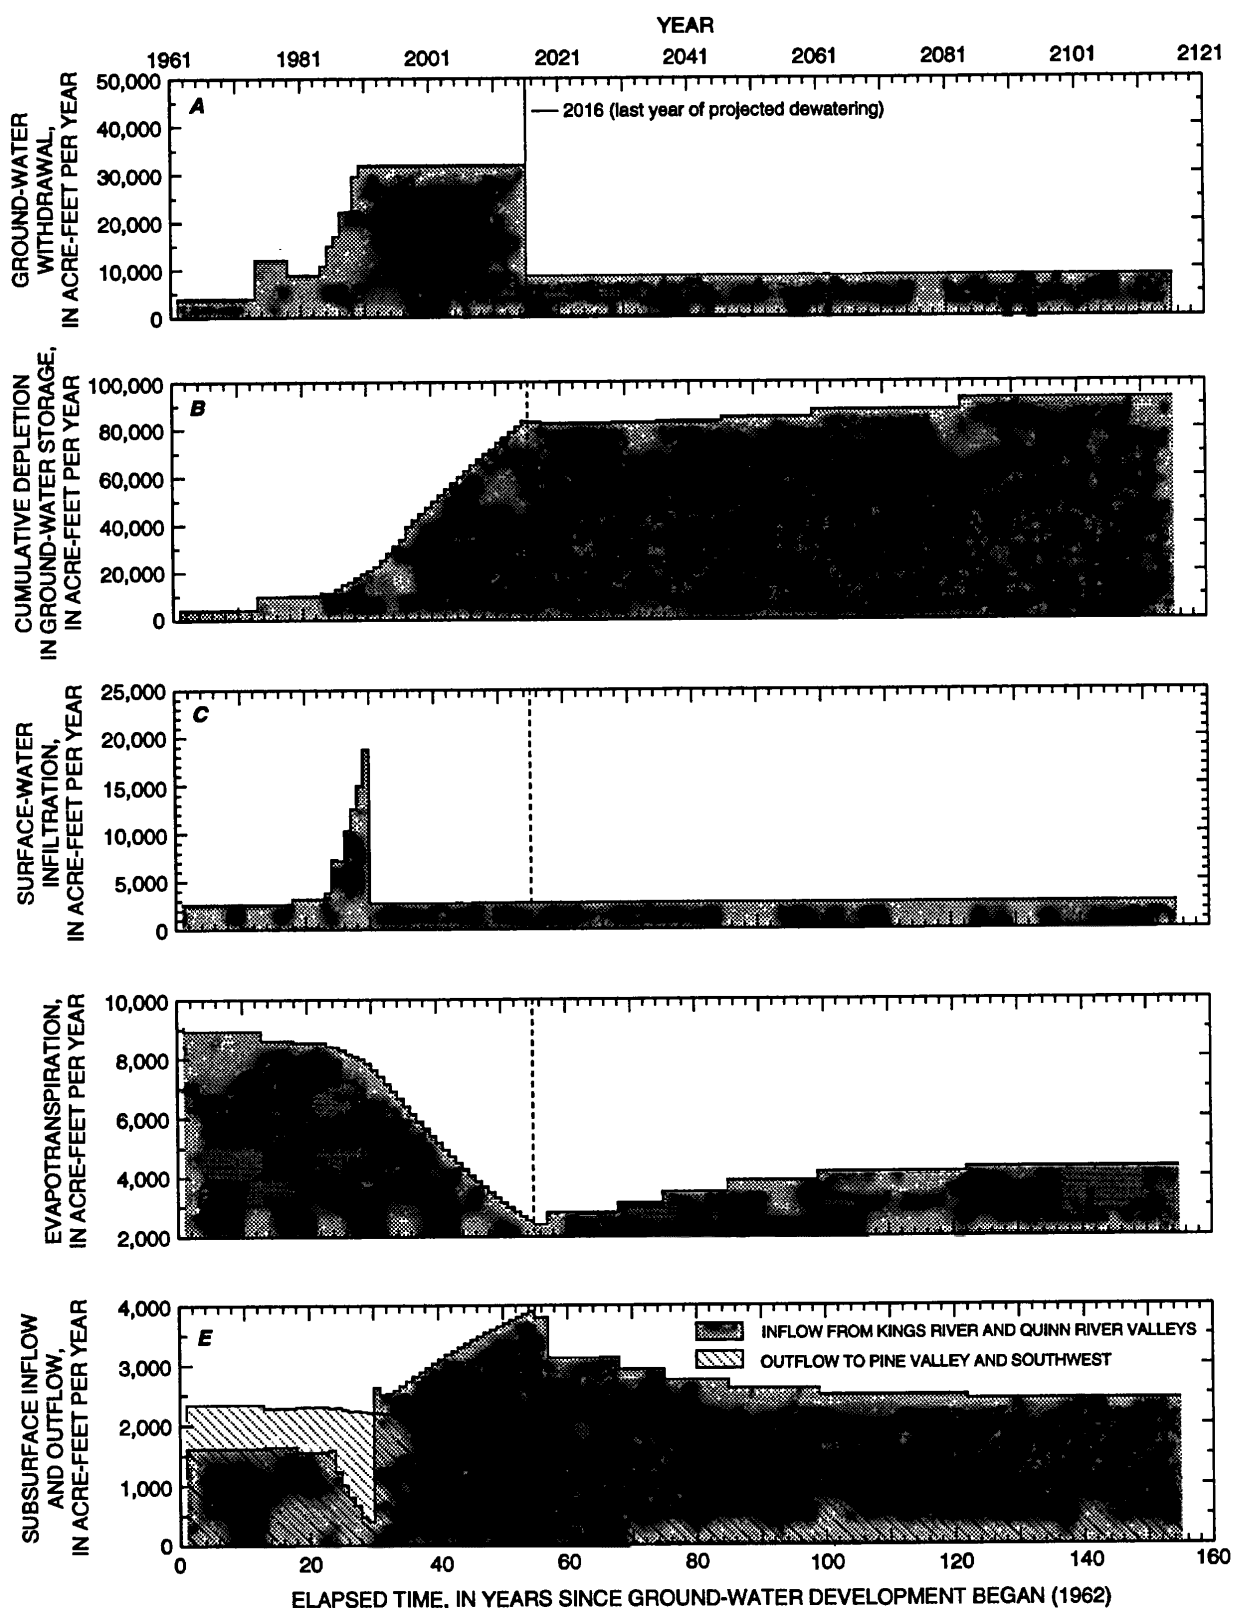 YEAR
1961 1981 2001 2021 2041 2061 2081 2101 2121
A
2016 (last year of projected dewatering)
GROUND-WATER
WITHDRAWAL,
IN ACRE-FEET PER YEAR
50,000
40,000
30,000
20,000
10,000
0
B
CUMULATIVE DEPLETION
IN GROUND-WATER STORAGE,
IN ACRE-FEET PER YEAR
100,000
80,000
60,000
40,000
20,000
0
C
SURFACE-WATER
INFILTRATION,
IN ACRE-FEET PER YEAR
25,000
20,000
15,000
10,000
5,000
0
EVAPOTRANSPIRATION,
IN ACRE-FEET PER YEAR
10,000
8,000
6,000
4,000
2,000
E
SUBSURFACE INFLOW
AND OUTFLOW,
IN ACRE-FEET PER YEAR
4,000
3,000
2,000
1,000
0
INFLOW FROM KINGS RIVER AND QUINN RIVER VALLEYS
OUTFLOW TO PINE VALLEY AND SOUTHWEST
0 20 40 60 80 100 120 140 160
ELAPSED TIME, IN YEARS SINCE GROUND-WATER DEVELOPMENT BEGAN (1962)